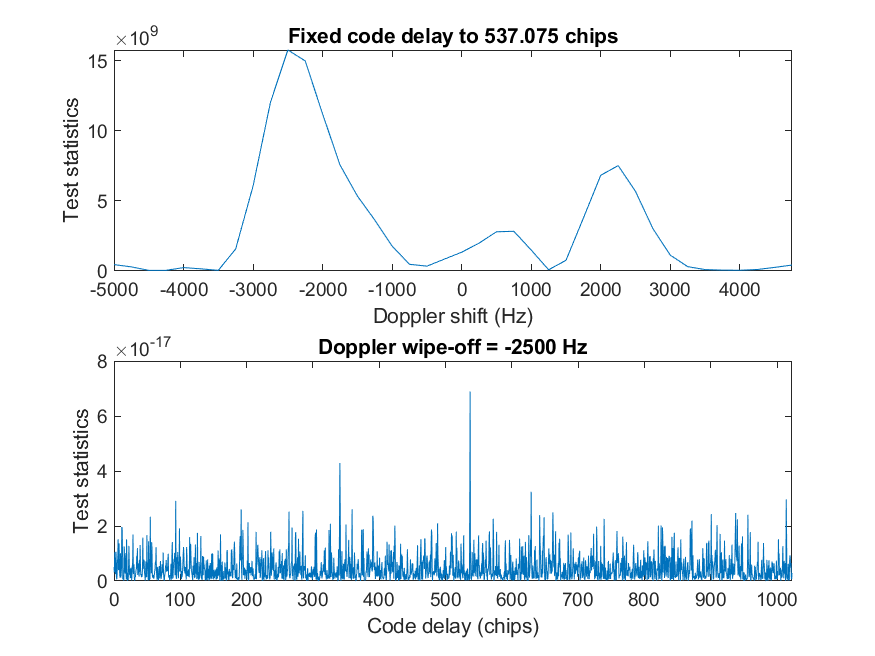 Fixed code delay to 537.075 chips
×10⁹
15
10
5
0
Test statistics
-5000 -4000 -3000 -2000 -1000 0 1000 2000 3000 4000
Doppler shift (Hz)
Doppler wipe-off = -2500 Hz
×10⁻¹⁷
8
6
4
2
0
Test statistics
0 100 200 300 400 500 600 700 800 900 1000
Code delay (chips)